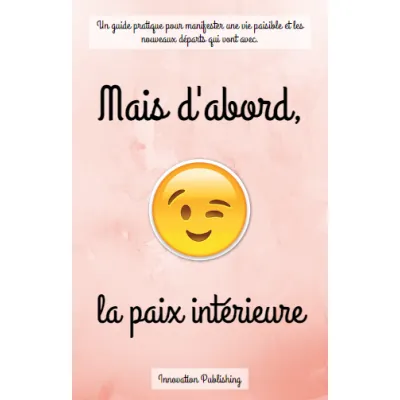 Un guide pratique pour manifester une vie paisible et les
nouveaux départs qui vont avec.
Mais d'abord,
la paix intérieure
Innovation Publishing